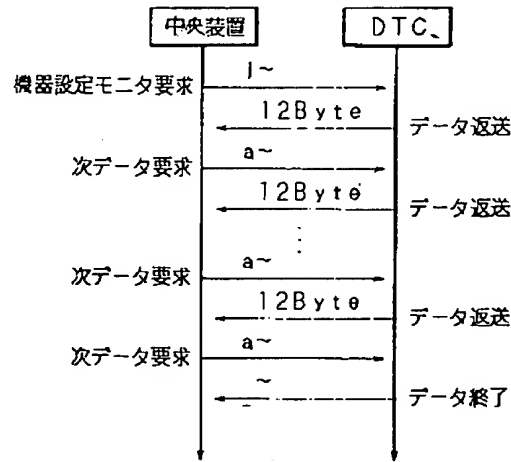 中央装置 DTC
機器設定モニタ要求
12Byte
データ返送
a~
次データ要求
12Byte
データ返送
⋮
a~
次データ要求
12Byte
データ返送
a~
次データ要求
~
データ終了